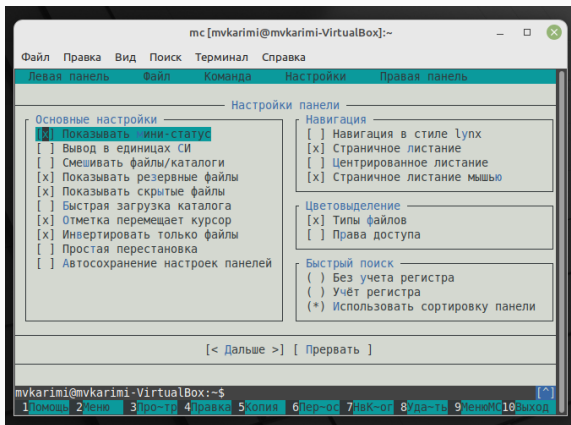 mc [mvkarimi@mvkarimi-VirtualBox]:~
Файл Правка Вид Поиск Терминал Справка
Левая панель Файл Команда Настройки Правая панель
Настройки панели
Основные настройки
[x] Показывать мини-статус
[ ] Вывод в единицах СИ
[ ] Смешивать файлы/каталоги
[x] Показывать резервные файлы
[x] Показывать скрытые файлы
[ ] Быстрая загрузка каталога
[x] Отметка перемещает курсор
[x] Инвертировать только файлы
[ ] Простая перестановка
[ ] Автосохранение настроек панелей
Навигация
[ ] Навигация в стиле lynx
[x] Страничное листание
[ ] Центрированное листание
[x] Страничное листание мышью
Цветовыделение
[x] Типы файлов
[ ] Права доступа
Быстрый поиск
( ) Без учета регистра
( ) Учёт регистра
(*) Использовать сортировку панели
[< Дальше >] [ Прервать ]
mvkarimi@mvkarimi-VirtualBox:~$ [^]
1Помощь 2Меню 3Про~тр 4Правка 5Копия 6Пер~ос 7НвК~ог 8Уда~ть 9МенюMC 10Выход